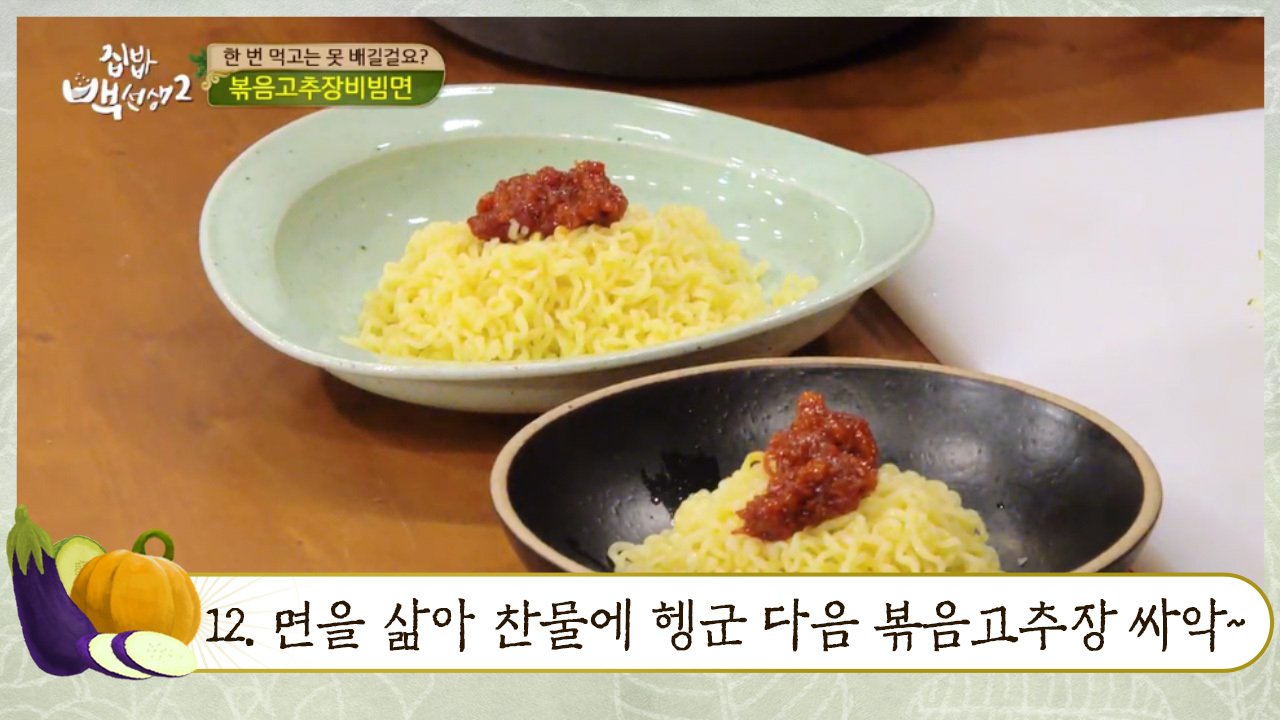 집밥
백선생2
한 번 먹고는 못 배길걸요?
볶음고추장비빔면
12. 면을 삶아 찬물에 헹군 다음 볶음고추장 싸악~